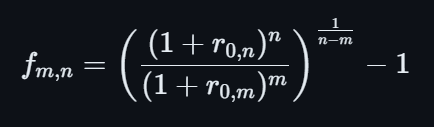 f_{m,n} = \left( \frac{(1 + r_{0,n})^n}{(1 + r_{0,m})^m} \right)^{\frac{1}{n-m}} - 1